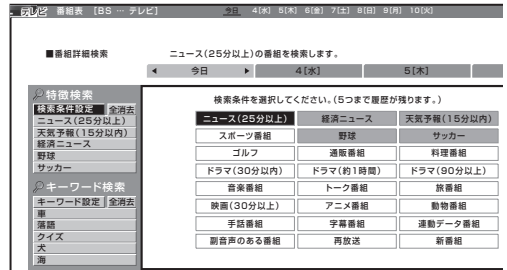 テレビ 番組表 [BS … テレビ] 今日 4[水] 5[木] 6[金] 7[土] 8[日] 9[月] 10[火]
■番組詳細検索 ニュース(25分以上)の番組を検索します。
◀ 今日 ▶ 4[水] 5[木]
特徴検索
検索条件設定 全消去
ニュース(25分以上)
天気予報(15分以内)
経済ニュース
野球
サッカー
キーワード検索
キーワード設定 全消去
車
落語
クイズ
犬
海
検索条件を選択してください。(5つまで履歴が残ります。)
ニュース(25分以上) 経済ニュース 天気予報(15分以内)
スポーツ番組 野球 サッカー
ゴルフ 通販番組 料理番組
ドラマ(30分以内) ドラマ(約1時間) ドラマ(90分以上)
音楽番組 トーク番組 旅番組
映画(30分以上) アニメ番組 動物番組
手話番組 字幕番組 連動データ番組
副音声のある番組 再放送 新番組